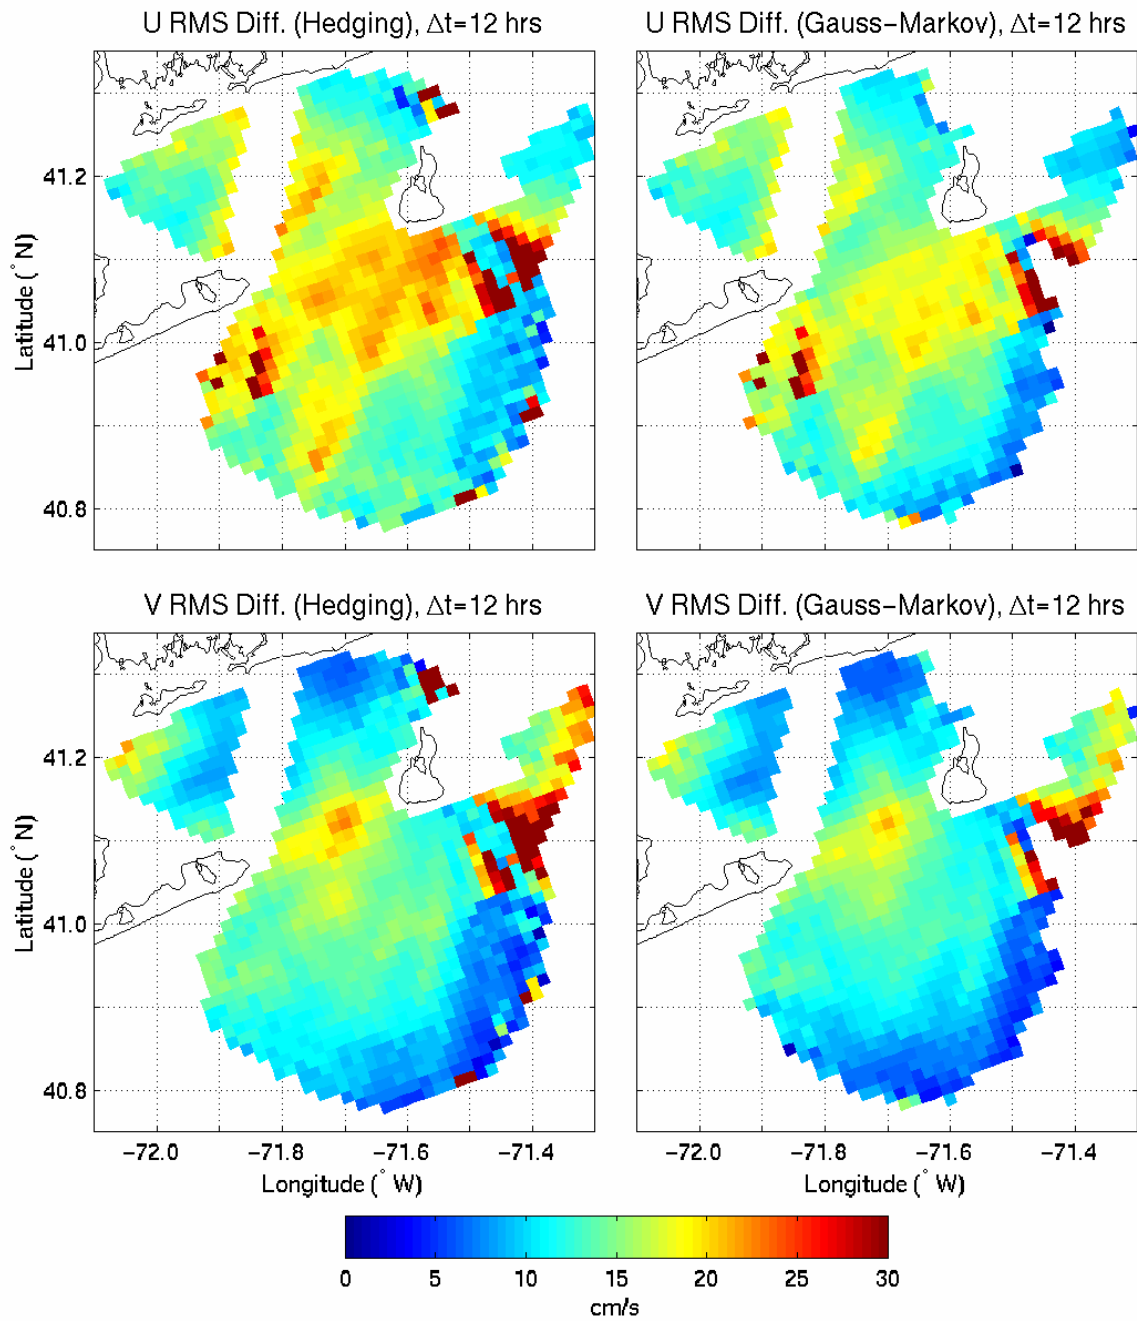 U RMS Diff. (Hedging), Δt=12 hrs
U RMS Diff. (Gauss−Markov), Δt=12 hrs
41.2
41.0
40.8
Latitude (° N)
V RMS Diff. (Hedging), Δt=12 hrs
V RMS Diff. (Gauss−Markov), Δt=12 hrs
41.2
41.0
40.8
Latitude (° N)
−72.0 −71.8 −71.6 −71.4
−72.0 −71.8 −71.6 −71.4
Longitude (° W)
Longitude (° W)
0 5 10 15 20 25 30
cm/s